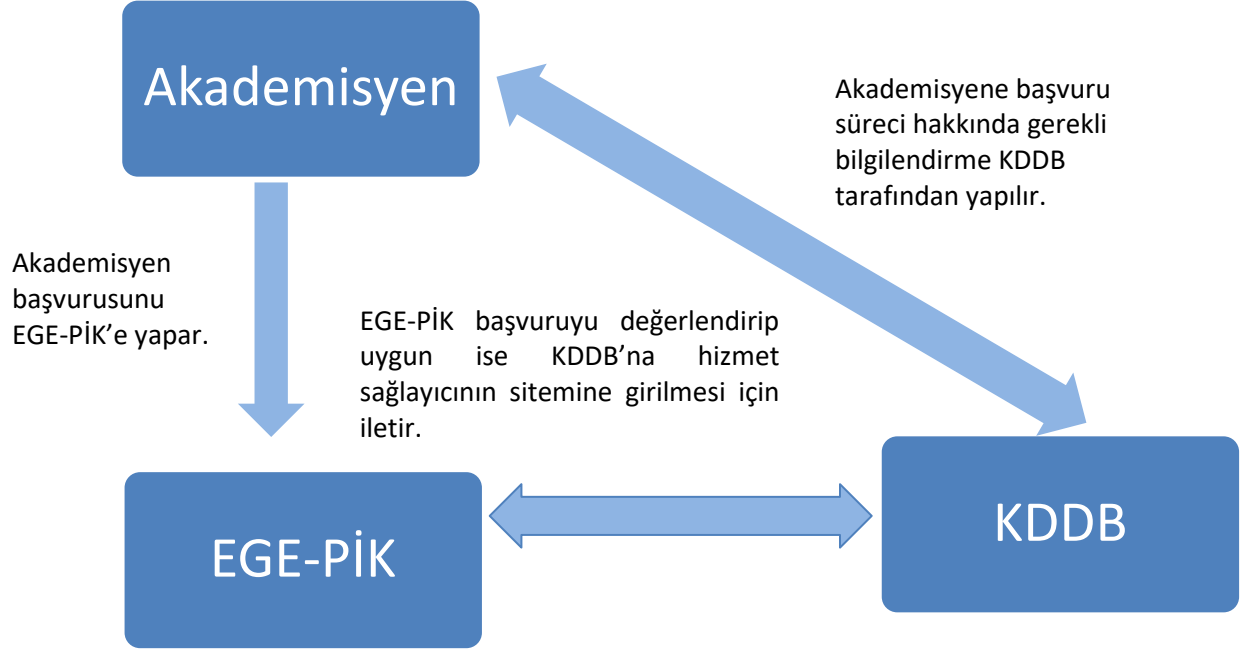 Akademisyen
Akademisyene başvuru
süreci hakkında gerekli
bilgilendirme KDDB
tarafından yapılır.
Akademisyen
başvurusunu
EGE-PİK’e yapar.
EGE-PİK başvuruyu değerlendirip
uygun ise KDDB’na hizmet
sağlayıcının sitemine girilmesi için
iletir.
EGE-PİK
KDDB